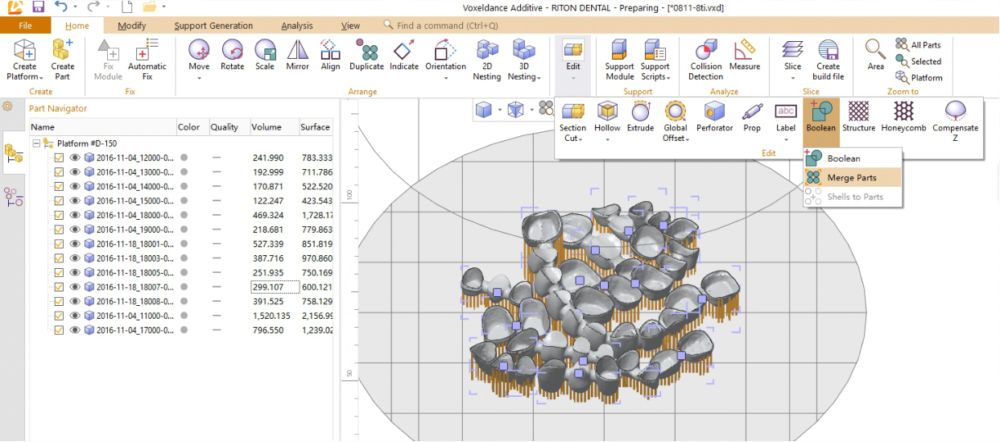 Voxeldance Additive - RITON DENTAL - Preparing - [*0811-8ti.vxd]
File Home Modify Support Generation Analysis View Find a command (Ctrl+Q)
Create Platform Create Part Fix Module Automatic Fix Move Rotate Scale Mirror Align Duplicate Indicate Orientation 2D Nesting 3D Nesting Edit Support Module Support Scripts Collision Detection Measure Slice Create build file Area All Parts
Selected
Platform
Create Fix Arrange Support Analyze Slice Zoom to
Part Navigator
Name Color Quality Volume Surface
Platform #D-150
2016-11-04_12000-0... — 241.990 783.333
2016-11-04_13000-0... — 192.999 711.786
2016-11-04_14000-0... — 170.871 522.520
2016-11-04_15000-0... — 122.247 423.543
2016-11-04_18000-0... — 469.324 1,728.17
2016-11-04_19000-0... — 218.681 779.863
2016-11-18_18001-0... — 527.339 851.819
2016-11-18_18003-0... — 387.716 970.860
2016-11-18_18005-0... — 251.935 750.169
2016-11-18_18007-0... — 299.107 600.121
2016-11-18_18008-0... — 391.525 758.129
2016-11-04_11000-0... — 1,520.135 2,156.99
2016-11-04_17000-0... — 796.550 1,239.02
Section Cut Hollow Extrude Global Offset Perforator Prop abc Label Boolean Structure Honeycomb Compensate Z
Edit
Boolean
Merge Parts
Shells to Parts
100
50